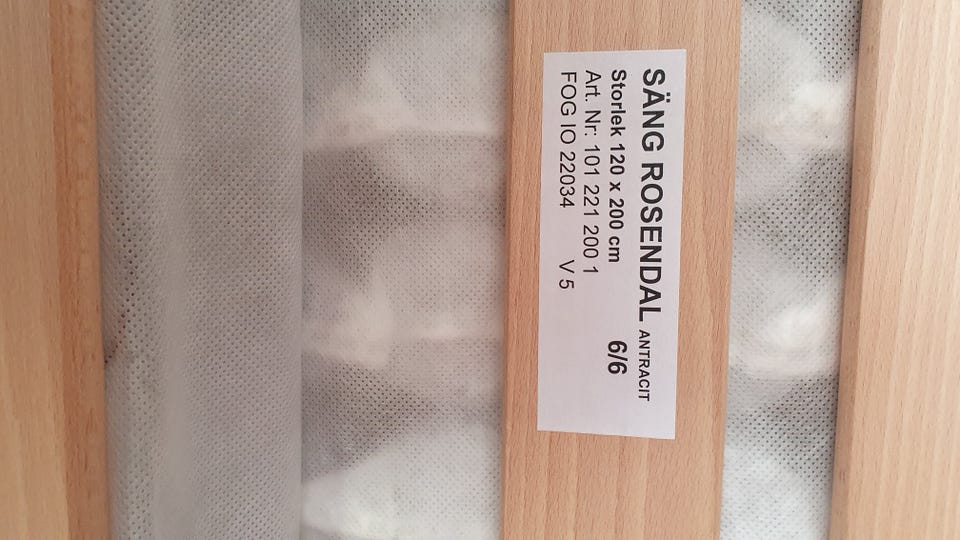 SÄNG ROSENDAL ANTRACIT
Storlek 120 x 200 cm 6/6
Art. Nr: 101 221 200 1
FOG IO 22034 V 5